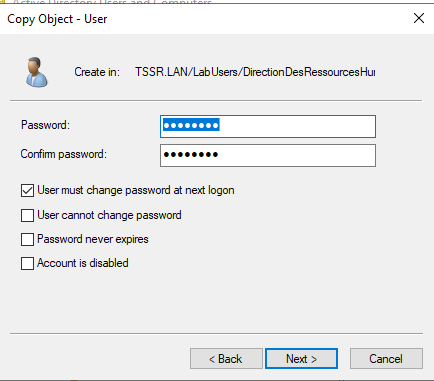 Active Directory Users and Computers
Copy Object - User
Create in: TSSR.LAN/LabUsers/DirectionDesRessourcesHu
Password: ●●●●●●●●
Confirm password: ●●●●●●●●
User must change password at next logon
User cannot change password
Password never expires
Account is disabled
< Back Next > Cancel